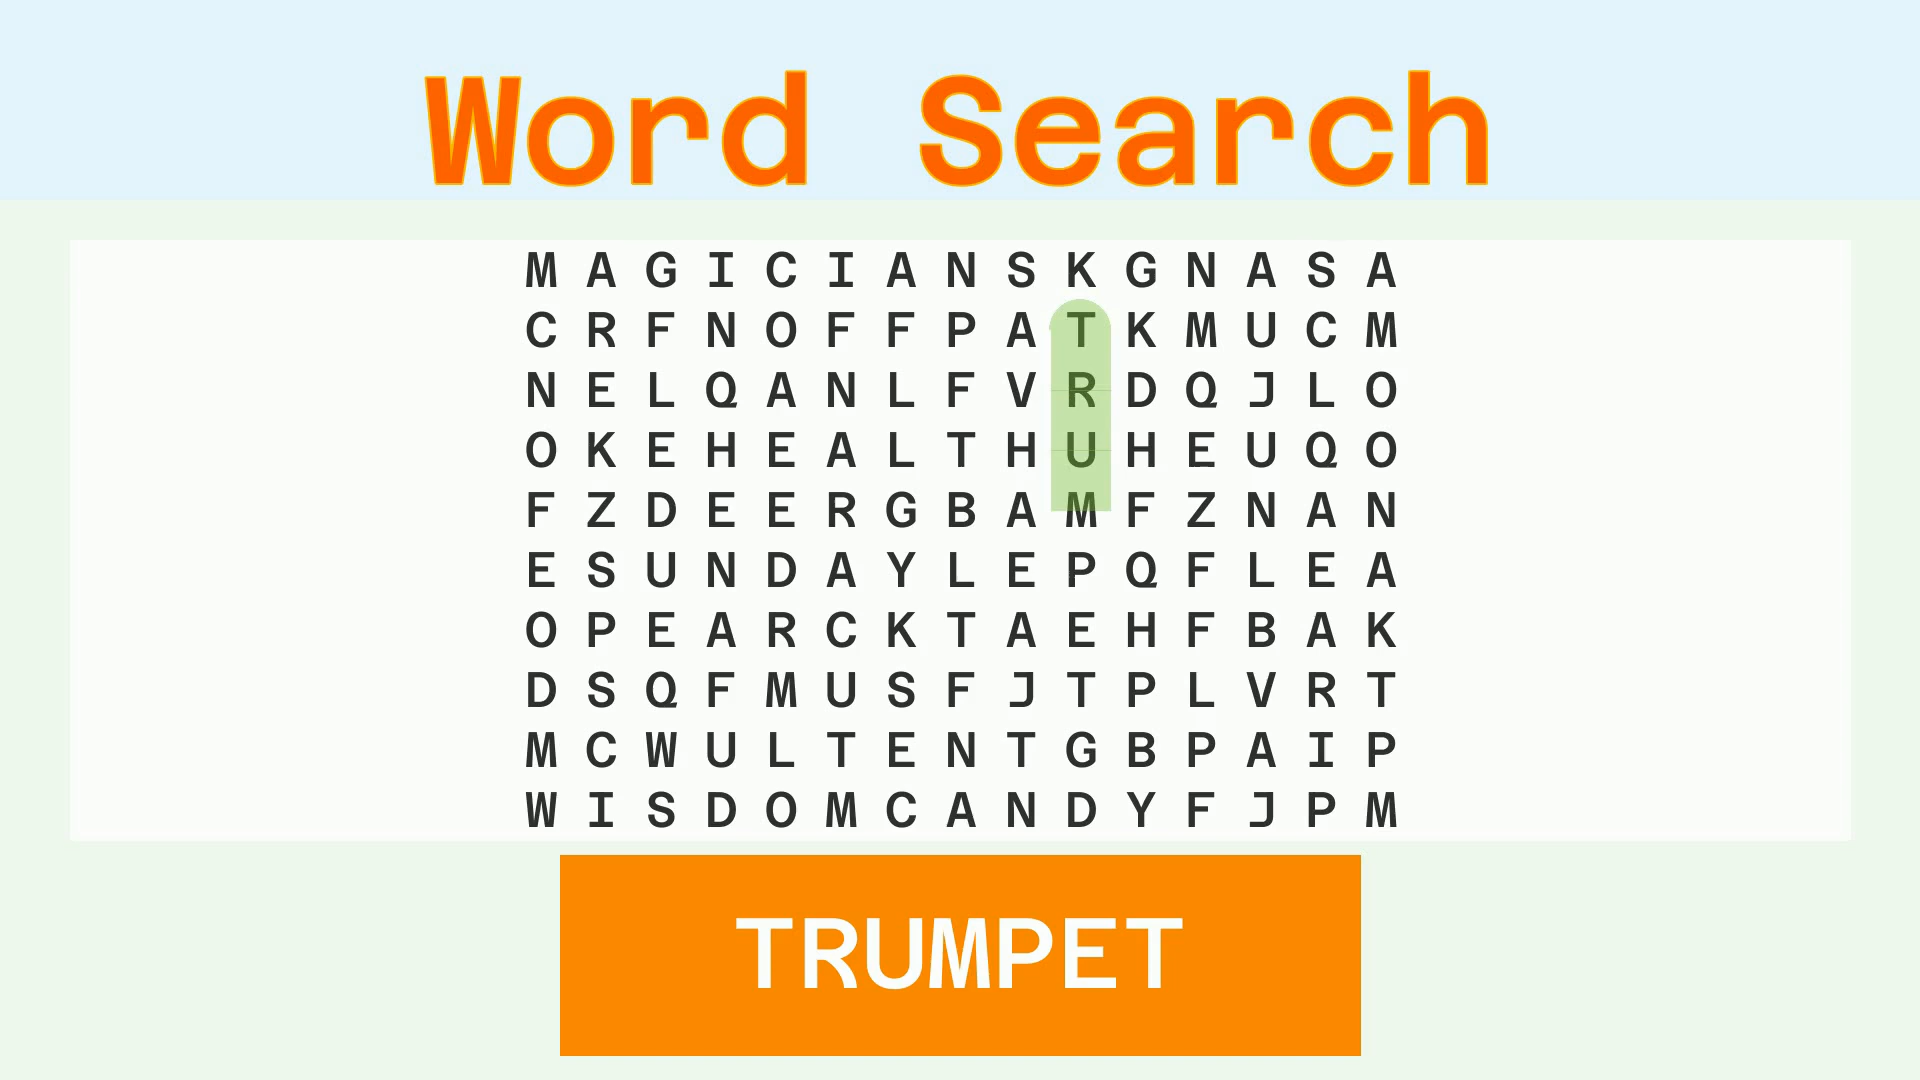 Word Search
M A G I C I A N S K G N A S A
C R F N O F F P A T K M U C M
N E L Q A N L F V R D Q J L O
O K E H E A L T H U H E U Q O
F Z D E E R G B A M F Z N A N
E S U N D A Y L E P Q F L E A
O P E A R C K T A E H F B A K
D S Q F M U S F J T P L V R T
M C W U L T E N T G B P A I P
W I S D O M C A N D Y F J P M
TRUMPET